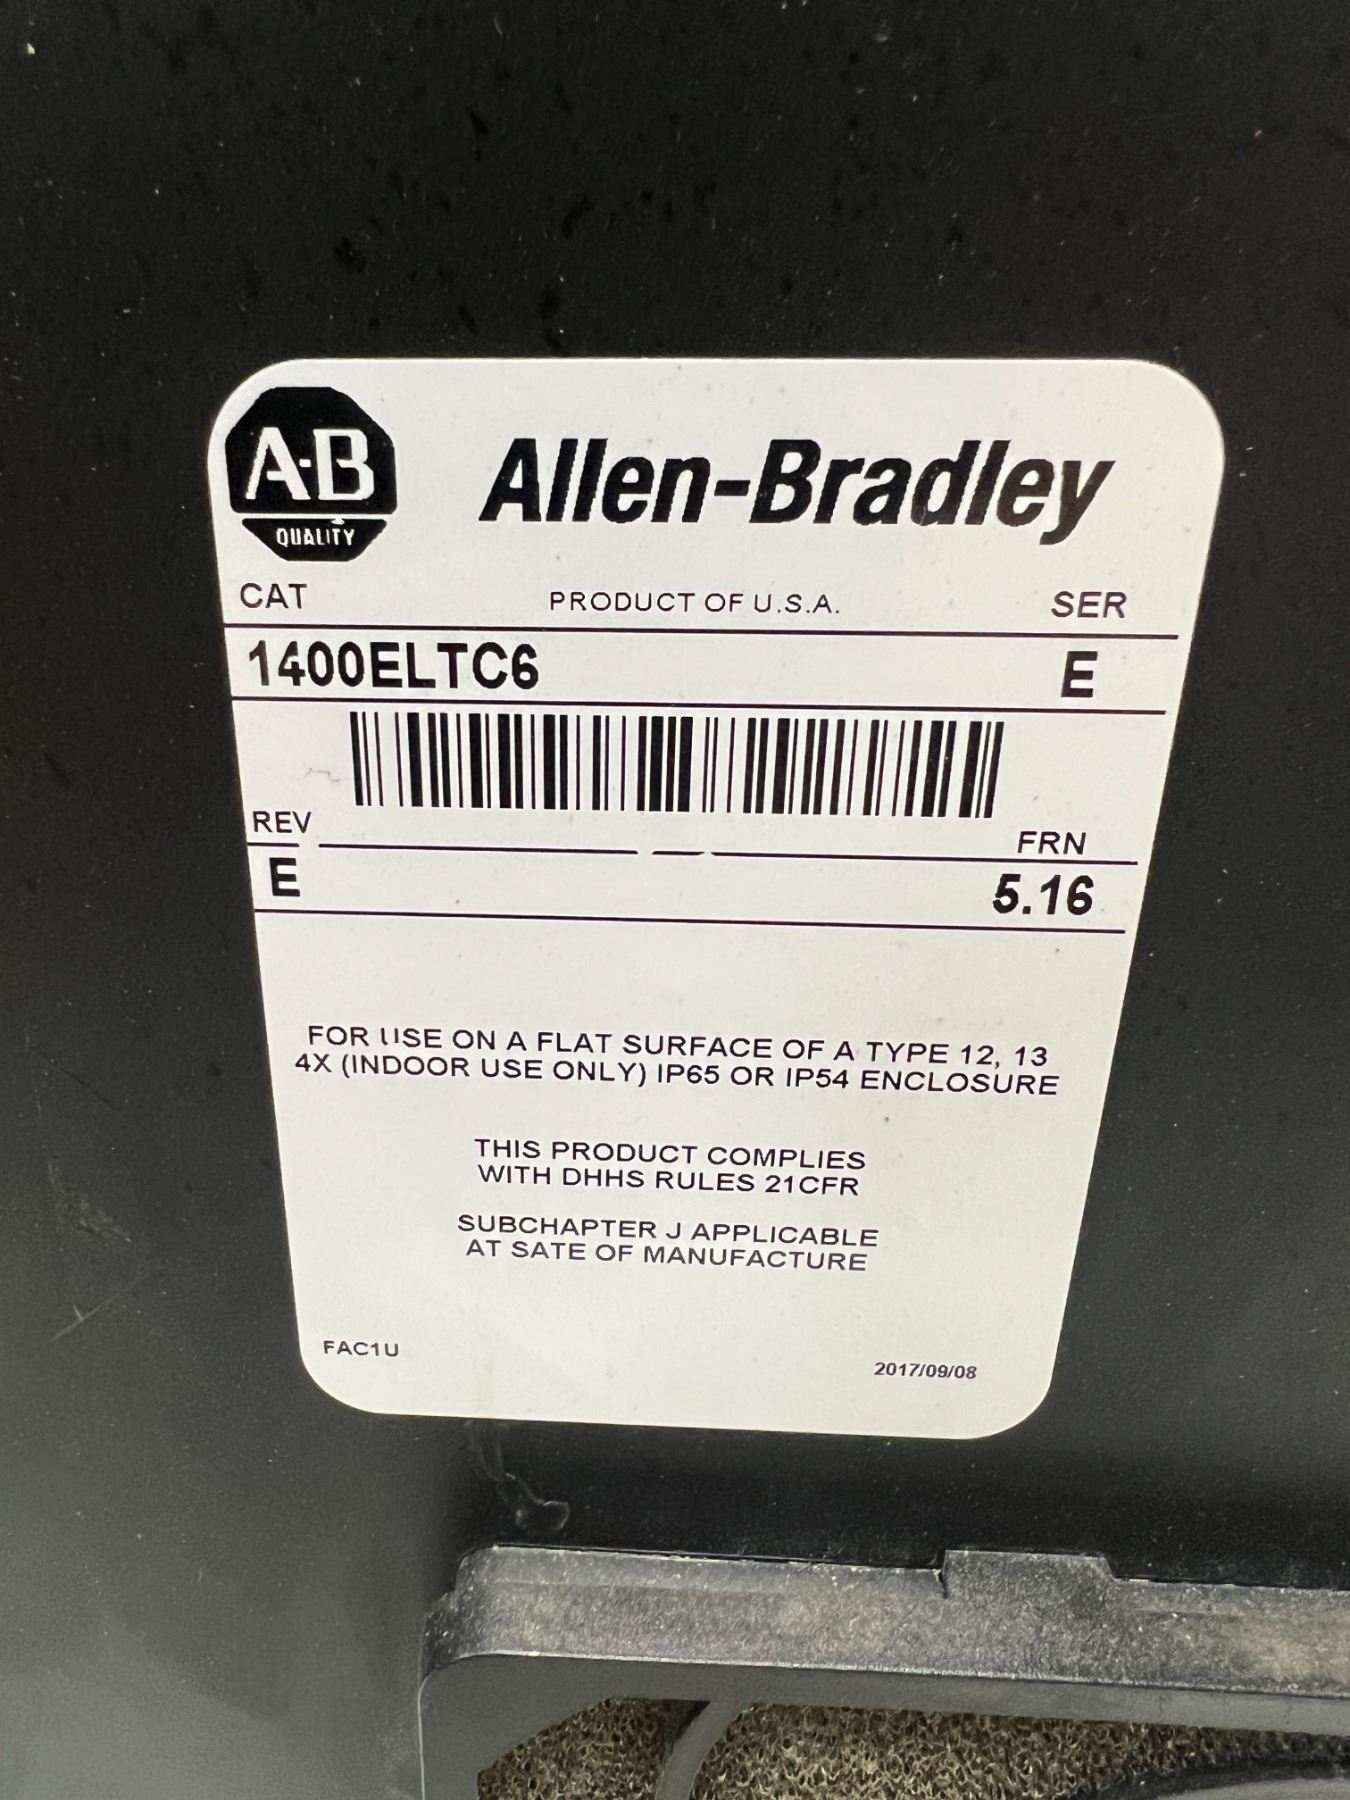 A-B
QUALITY
Allen-Bradley
CAT PRODUCT OF U.S.A. SER
1400ELTC6 E
REV FRN
E 5.16
FOR USE ON A FLAT SURFACE OF A TYPE 12, 13
4X (INDOOR USE ONLY) IP65 OR IP54 ENCLOSURE
THIS PRODUCT COMPLIES
WITH DHHS RULES 21CFR
SUBCHAPTER J APPLICABLE
AT SATE OF MANUFACTURE
FAC1U 2017/09/08